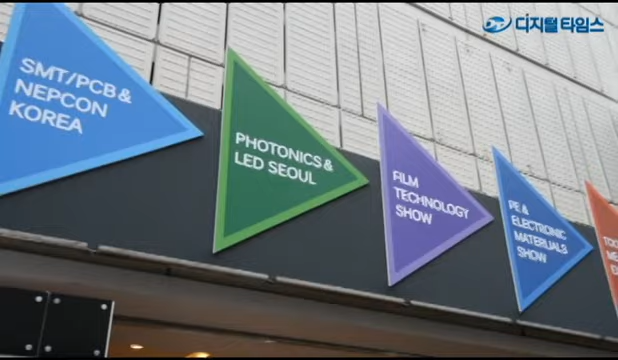 디지털타임스
SMT/PCB &
NEPCON
KOREA
PHOTONICS &
LED SEOUL
FILM
TECHNOLOGY
SHOW
PE &
ELECTRONIC
MATERIALS
SHOW